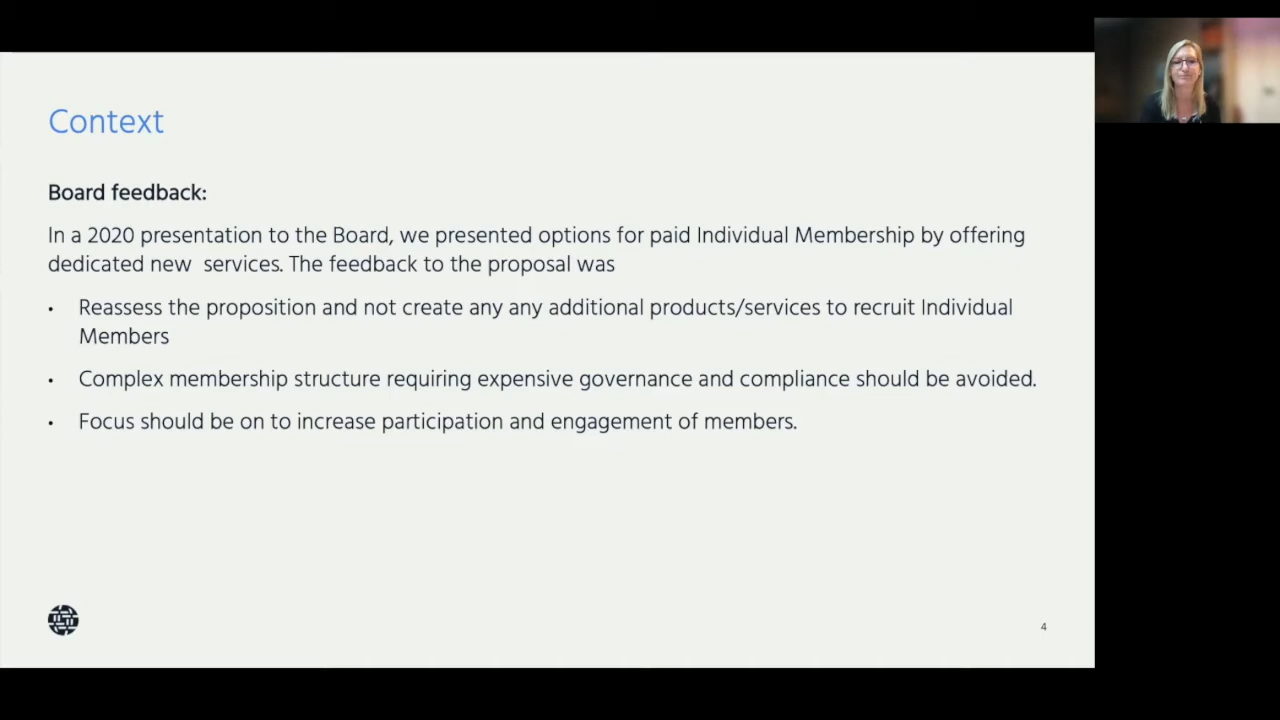 Context
Board feedback:
In a 2020 presentation to the Board, we presented options for paid Individual Membership by offering
dedicated new  services. The feedback to the proposal was
• Reassess the proposition and not create any any additional products/services to recruit Individual
Members
• Complex membership structure requiring expensive governance and compliance should be avoided.
• Focus should be on to increase participation and engagement of members.
4